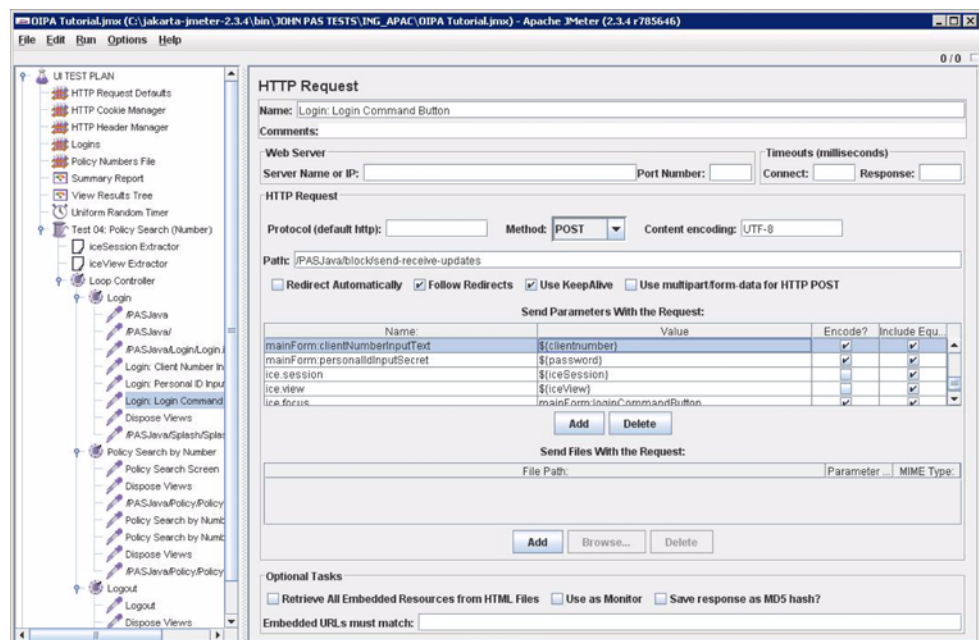 OIPA Tutorial.jmx (C:\jakarta-jmeter-2.3.4\bin\JOHN PAS TESTS\ING_APAC\OIPA Tutorial.jmx) - Apache JMeter (2.3.4 r785646)
File Edit Run Options Help
0 / 0
UI TEST PLAN
HTTP Request Defaults
HTTP Cookie Manager
HTTP Header Manager
Logins
Policy Numbers File
Summary Report
View Results Tree
Uniform Random Timer
Test 04: Policy Search (Number)
iceSession Extractor
iceView Extractor
Loop Controller
Login
/PASJava
/PASJava/
/PASJava/Login/Login.i
Login: Client Number In
Login: Personal ID Inpu
Login: Login Command
Dispose Views
/PASJava/Splash/Splas
Policy Search by Number
Policy Search Screen
Dispose Views
/PASJava/Policy/Policy
Policy Search by Numb
Policy Search by Numb
Dispose Views
/PASJava/Policy/Policy
Logout
Logout
Dispose Views
HTTP Request
Name: Login: Login Command Button
Comments:
Web Server
Server Name or IP: Port Number:
Timeouts (milliseconds)
Connect: Response:
HTTP Request
Protocol (default http): Method: POST Content encoding: UTF-8
Path: /PASJava/block/send-receive-updates
Redirect Automatically Follow Redirects Use KeepAlive Use multipart/form-data for HTTP POST
Send Parameters With the Request:
Name: Value Encode? Include Equ...
mainForm:clientNumberInputText ${clientnumber}
mainForm:personalIdInputSecret ${password}
ice.session ${iceSession}
ice.view ${iceView}
ice.focus mainForm:loginCommandButton
Add Delete
Send Files With the Request:
File Path: Parameter ... MIME Type:
Add Browse... Delete
Optional Tasks
Retrieve All Embedded Resources from HTML Files Use as Monitor Save response as MD5 hash?
Embedded URLs must match: